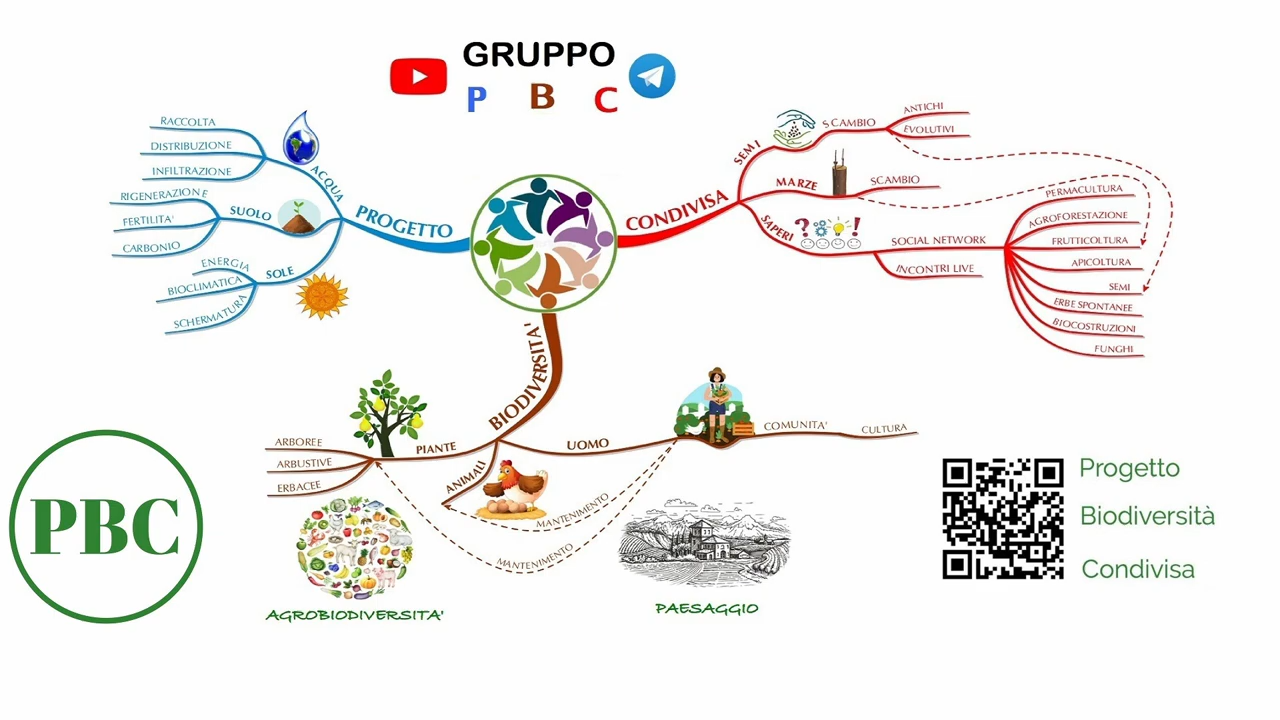 GRUPPO
P B C
PROGETTO
ACQUA
RACCOLTA
DISTRIBUZIONE
INFILTRAZIONE
SUOLO
RIGENERAZIONE
FERTILITA'
CARBONIO
SOLE
ENERGIA
BIOCLIMATICA
SCHERMATURA
CONDIVISA
SEMI
SCAMBIO
ANTICHI
EVOLUTIVI
MARZE
SCAMBIO
SAPERI
SOCIAL NETWORK
INCONTRI LIVE
PERMACULTURA
AGROFORESTAZIONE
FRUTTICOLTURA
APICOLTURA
SEMI
ERBE SPONTANEE
BIOCOSTRUZIONI
FUNGHI
BIODIVERSITA'
PIANTE
ARBOREE
ARBUSTIVE
ERBACEE
ANIMALI
UOMO
COMUNITA'
CULTURA
MANTENIMENTO
MANTENIMENTO
AGROBIODIVERSITA'
PAESAGGIO
PBC
Progetto
Biodiversità
Condivisa